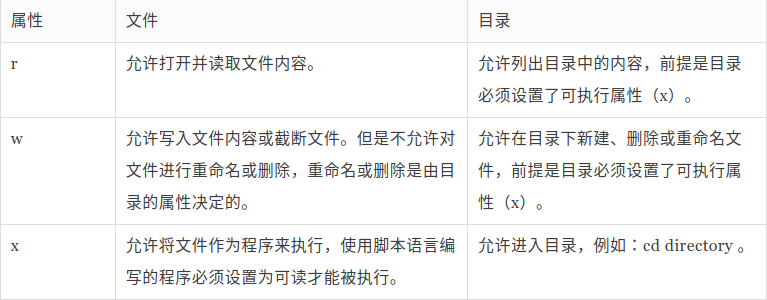 属性 文件 目录
r 允许打开并读取文件内容。 允许列出目录中的内容，前提是目录
必须设置了可执行属性（x）。
w 允许写入文件内容或截断文件。但是不允许对 允许在目录下新建、删除或重命名文
文件进行重命名或删除，重命名或删除是由目 件，前提是目录必须设置了可执行属
录的属性决定的。 性（x）。
x 允许将文件作为程序来执行，使用脚本语言编 允许进入目录，例如：cd directory 。
写的程序必须设置为可读才能被执行。